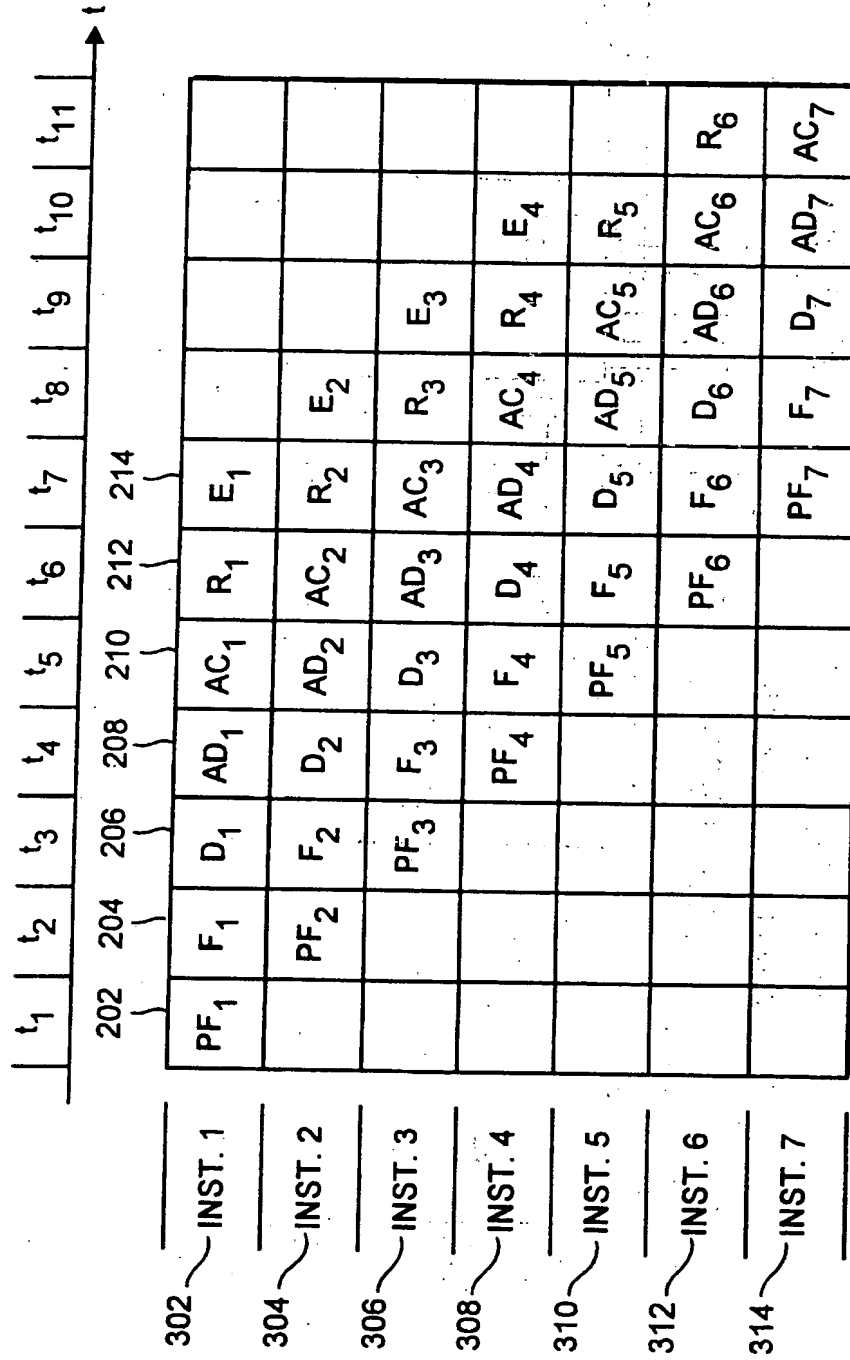 t1 t2 t3 t4 t5 t6 t7 t8 t9 t10 t11 t
202 204 206 208 210 212 214
302 INST. 1 PF1 F1 D1 AD1 AC1 R1 E1
304 INST. 2 PF2 F2 D2 AD2 AC2 R2 E2
306 INST. 3 PF3 F3 D3 AD3 AC3 R3 E3
308 INST. 4 PF4 F4 D4 AD4 AC4 R4 E4
310 INST. 5 PF5 F5 D5 AD5 AC5 R5
312 INST. 6 PF6 F6 D6 AD6 AC6 R6
314 INST. 7 PF7 F7 D7 AD7 AC7